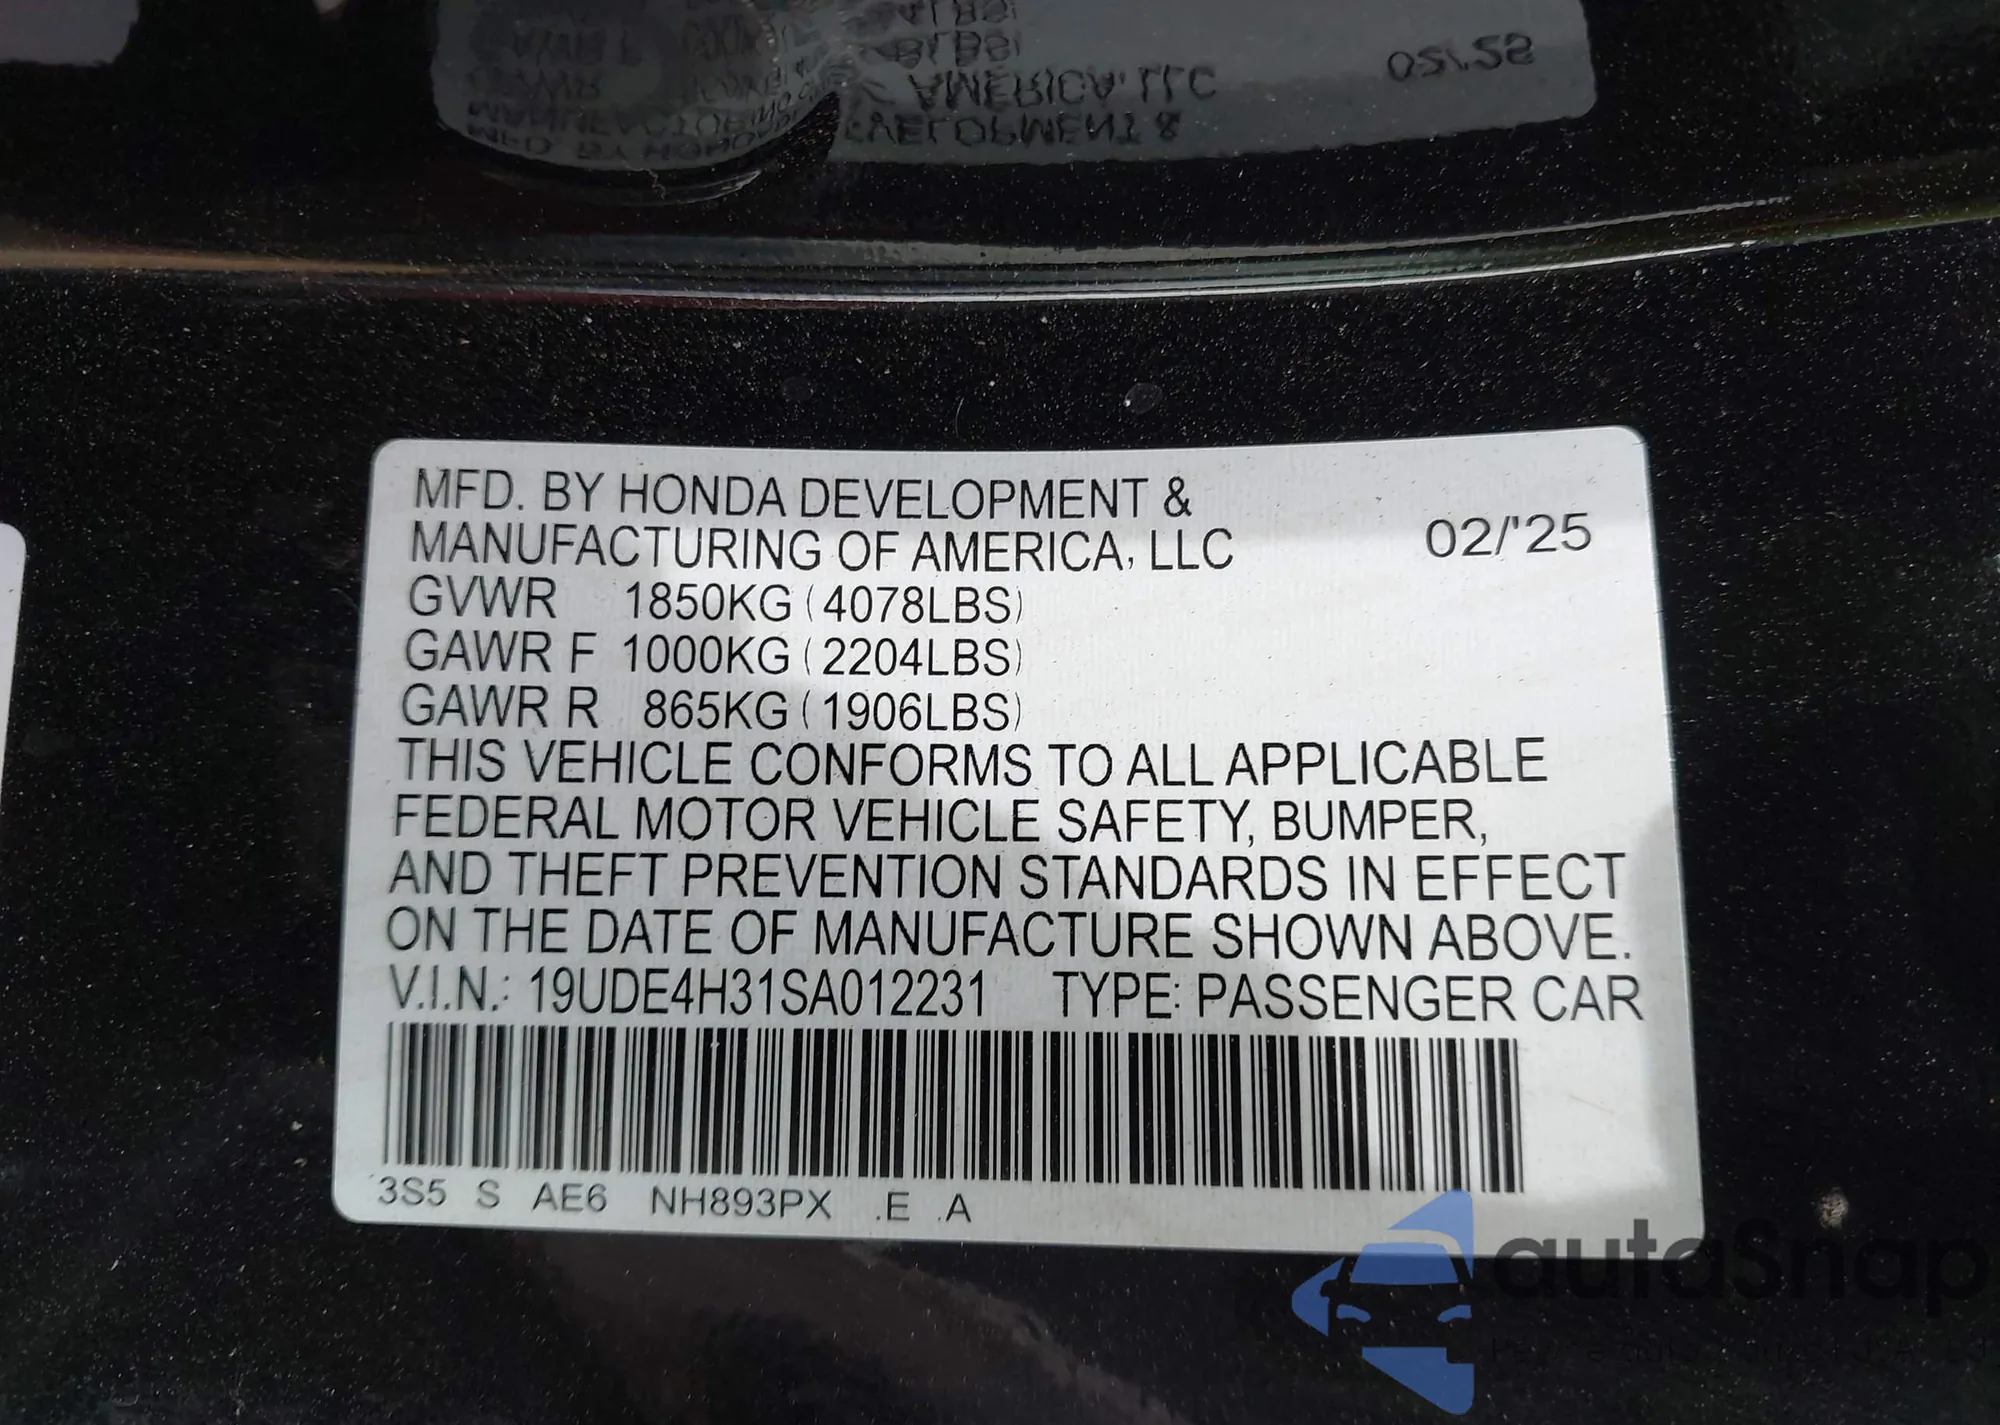 MFD. BY HONDA DEVELOPMENT &
MANUFACTURING OF AMERICA, LLC 02/'25
GVWR 1850KG (4078LBS)
GAWR F 1000KG (2204LBS)
GAWR R 865KG (1906LBS)
THIS VEHICLE CONFORMS TO ALL APPLICABLE
FEDERAL MOTOR VEHICLE SAFETY, BUMPER,
AND THEFT PREVENTION STANDARDS IN EFFECT
ON THE DATE OF MANUFACTURE SHOWN ABOVE.
V.I.N.: 19UDE4H31SA012231 TYPE: PASSENGER CAR
3S5 S AE6 NH893PX .E .A
autaSnap